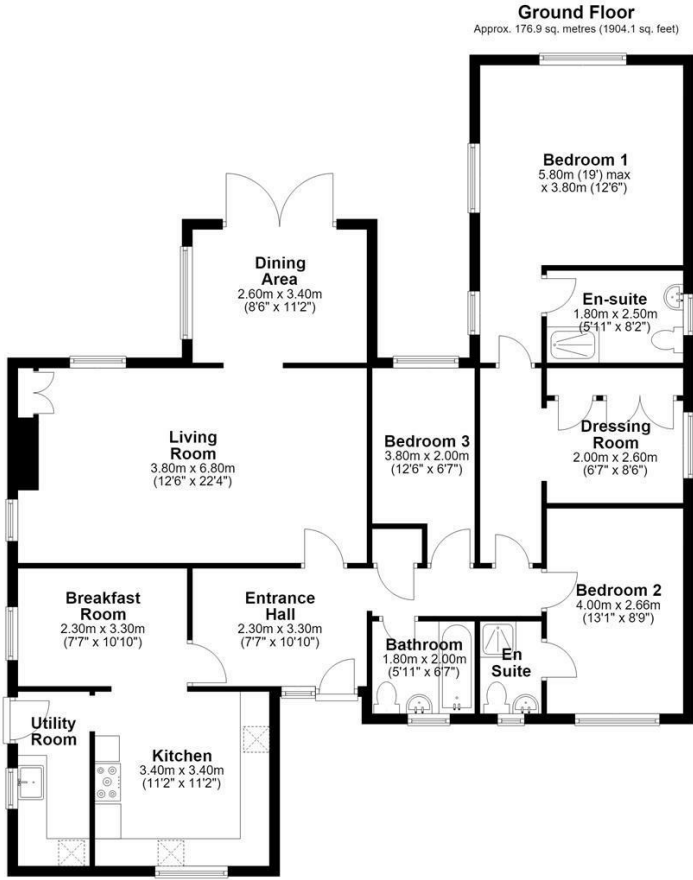 Ground Floor
Approx. 176.9 sq. metres (1904.1 sq. feet)
Bedroom 1
5.80m (19') max
x 3.80m (12'6")
Dining
Area
2.60m x 3.40m
(8'6" x 11'2")
En-suite
1.80m x 2.50m
(5'11" x 8'2")
Living
Room
3.80m x 6.80m
(12'6" x 22'4")
Bedroom 3
3.80m x 2.00m
(12'6" x 6'7")
Dressing
Room
2.00m x 2.60m
(6'7" x 8'6")
Breakfast
Room
2.30m x 3.30m
(7'7" x 10'10")
Entrance
Hall
2.30m x 3.30m
(7'7" x 10'10")
Bedroom 2
4.00m x 2.66m
(13'1" x 8'9")
Bathroom
1.80m x 2.00m
(5'11" x 6'7")
En
Suite
Utility
Room
Kitchen
3.40m x 3.40m
(11'2" x 11'2")